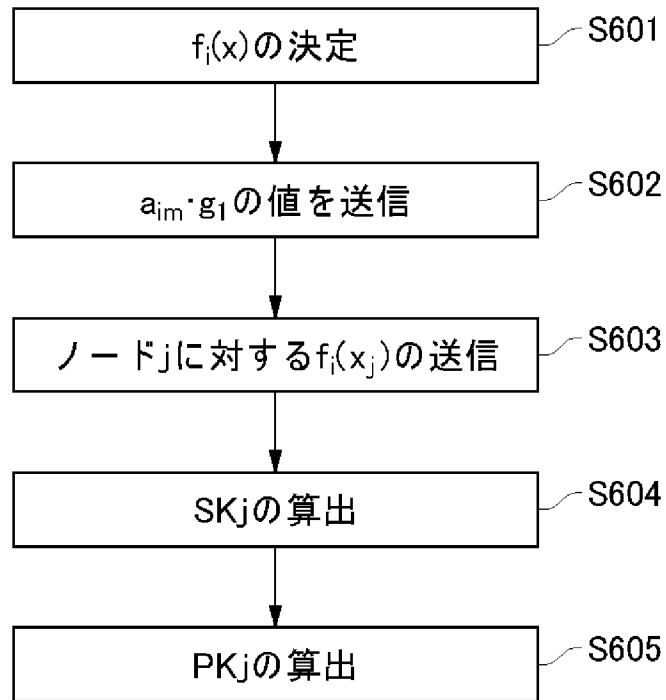 fᵢ(x)の決定
S601
aᵢₘ·g₁の値を送信
S602
ノードjに対するfᵢ(xⱼ)の送信
S603
SKjの算出
S604
PKjの算出
S605